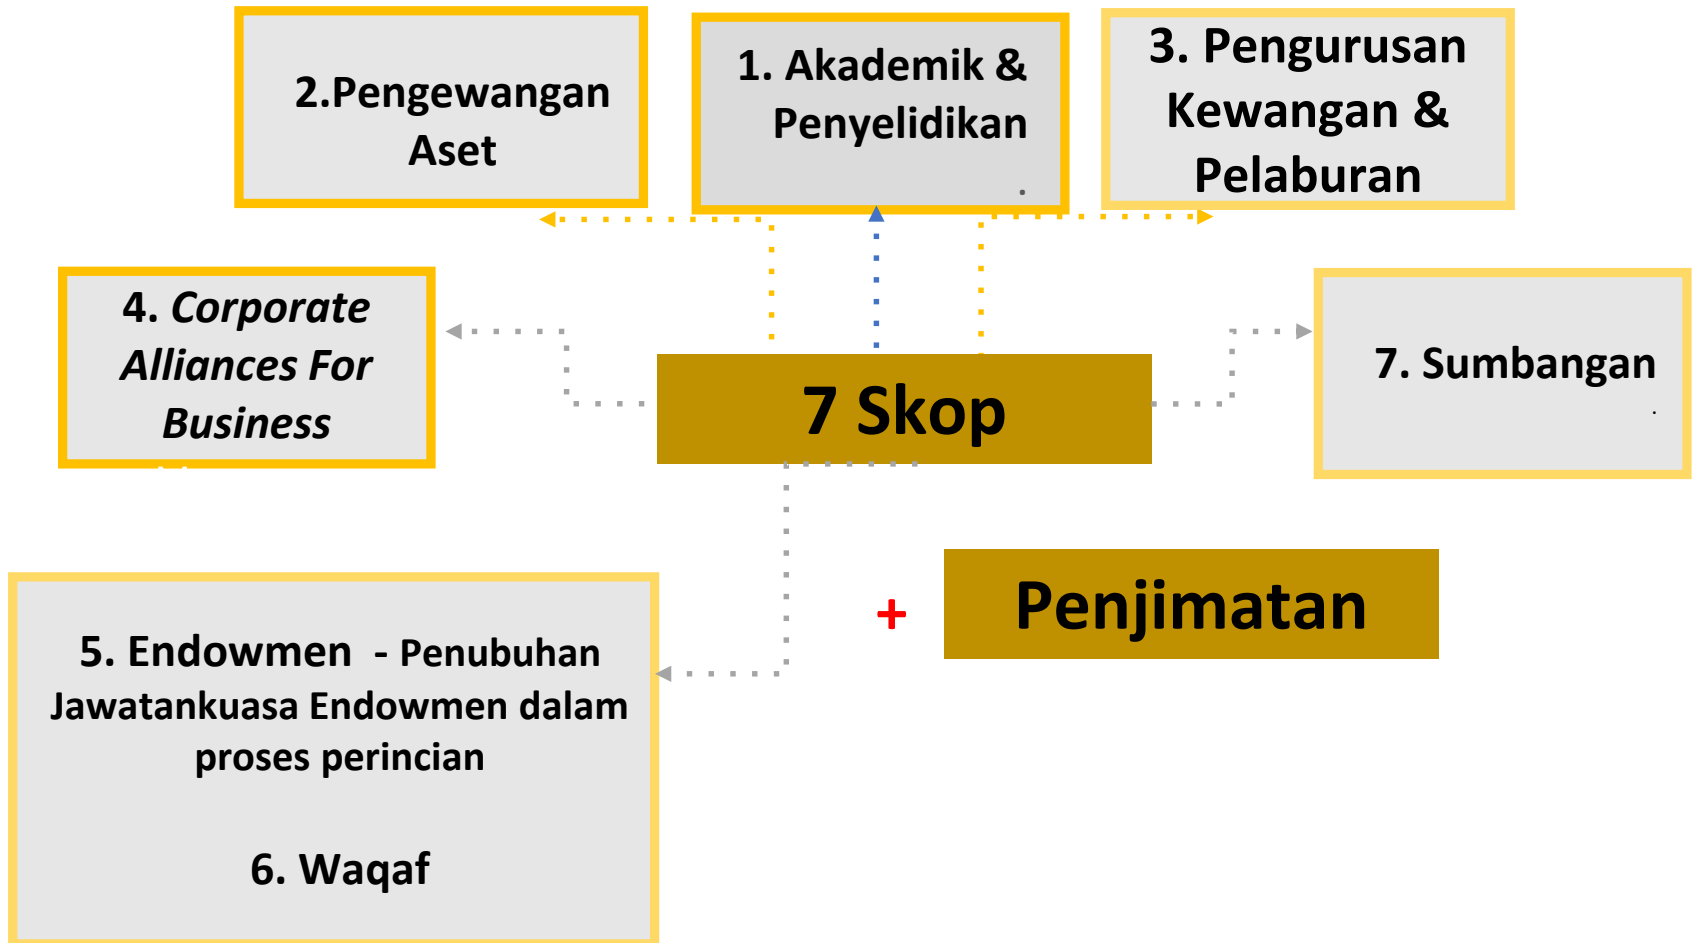 2.Pengewangan
Aset
1. Akademik &
Penyelidikan
.
3. Pengurusan
Kewangan &
Pelaburan
4. Corporate
Alliances For
Business
7 Skop
7. Sumbangan
.
+
Penjimatan
5. Endowmen - Penubuhan
Jawatankuasa Endowmen dalam
proses perincian
6. Waqaf